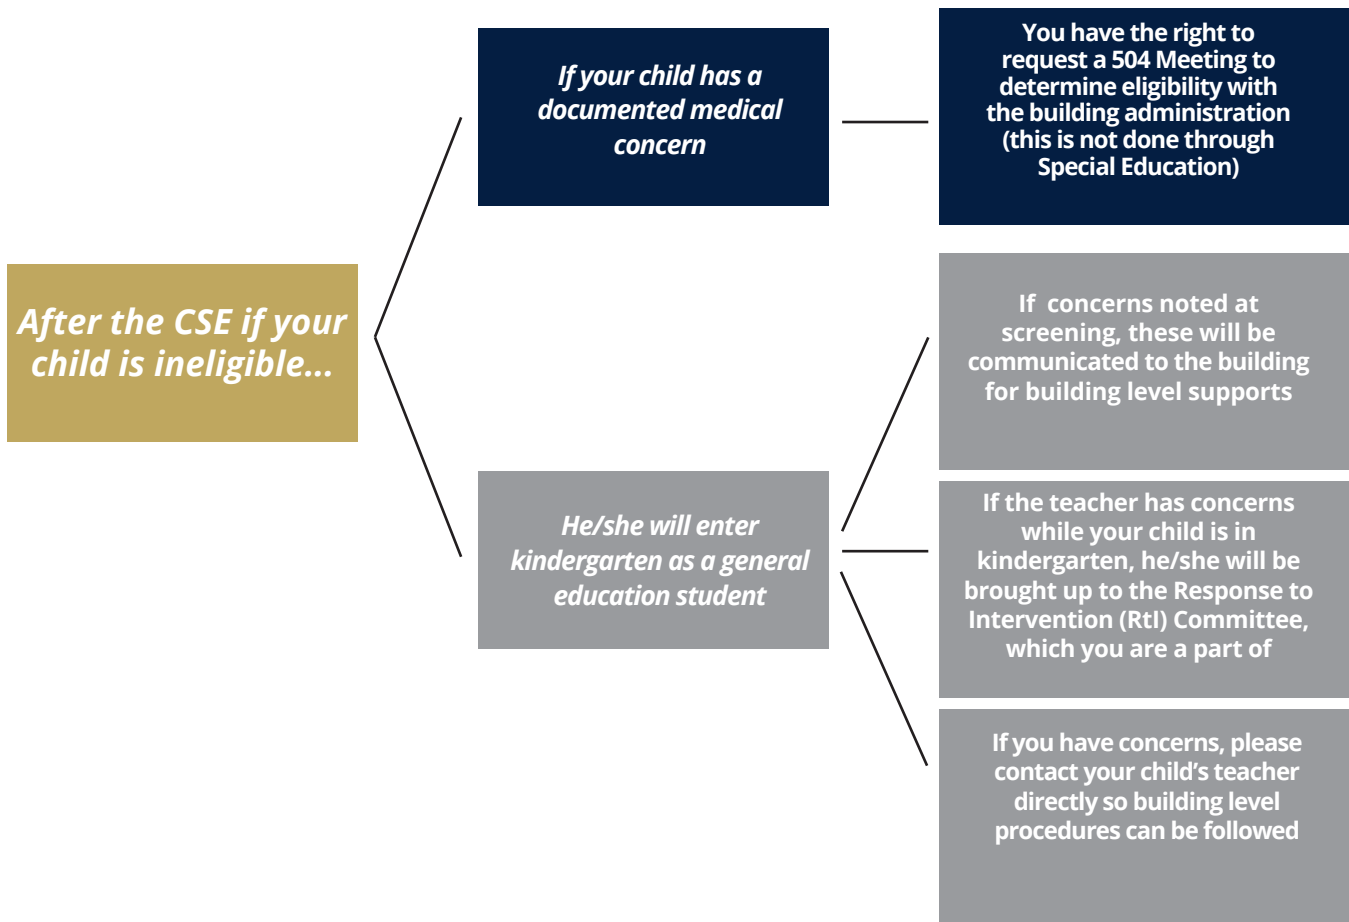 After the CSE if your
child is ineligible...
If your child has a
documented medical
concern
You have the right to
request a 504 Meeting to
determine eligibility with
the building administration
(this is not done through
Special Education)
He/she will enter
kindergarten as a general
education student
If  concerns noted at
screening, these will be
communicated to the building
for building level supports
If the teacher has concerns
while your child is in
kindergarten, he/she will be
brought up to the Response to
Intervention (RtI) Committee,
which you are a part of
If you have concerns, please
contact your child’s teacher
directly so building level
procedures can be followed